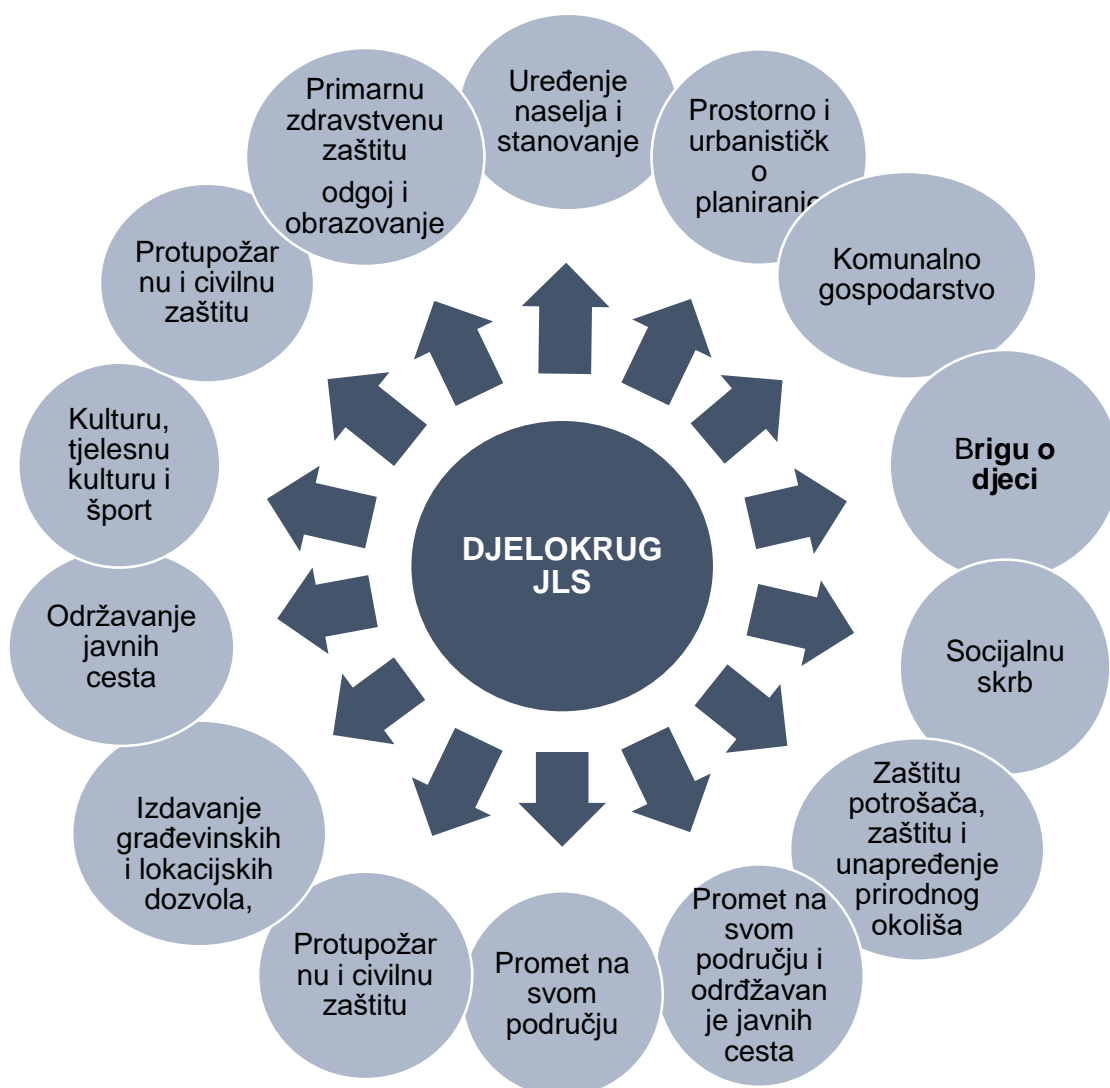 Uređenje
naselja i
stanovanje
Prostorno i
urbanističk
o
planiranje
Komunalno
gospodarstvo
Brigu o
djeci
Socijalnu
skrb
Zaštitu
potrošača,
zaštitu i
unapređenje
prirodnog
okoliša
Promet na
svom
području i
odrđžavan
je javnih
cesta
Promet na
svom
području
Protupožar
nu i civilnu
zaštitu
Izdavanje
građevinskih
i lokacijskih
dozvola,
Održavanje
javnih
cesta
Kulturu,
tjelesnu
kulturu i
šport
Protupožar
nu i civilnu
zaštitu
Primarnu
zdravstvenu
zaštitu
odgoj i
obrazovanje
DJELOKRUG
JLS